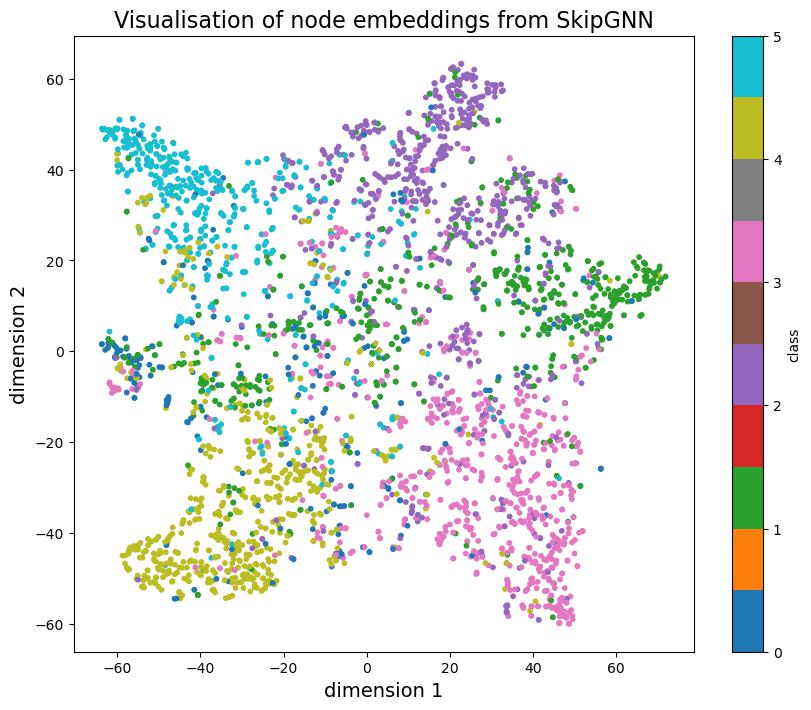 Visualisation of node embeddings from SkipGNN
60
40
20
0
−20
−40
−60
dimension 2
−60 −40 −20 0 20 40 60
dimension 1
5
4
3
2
1
0
class